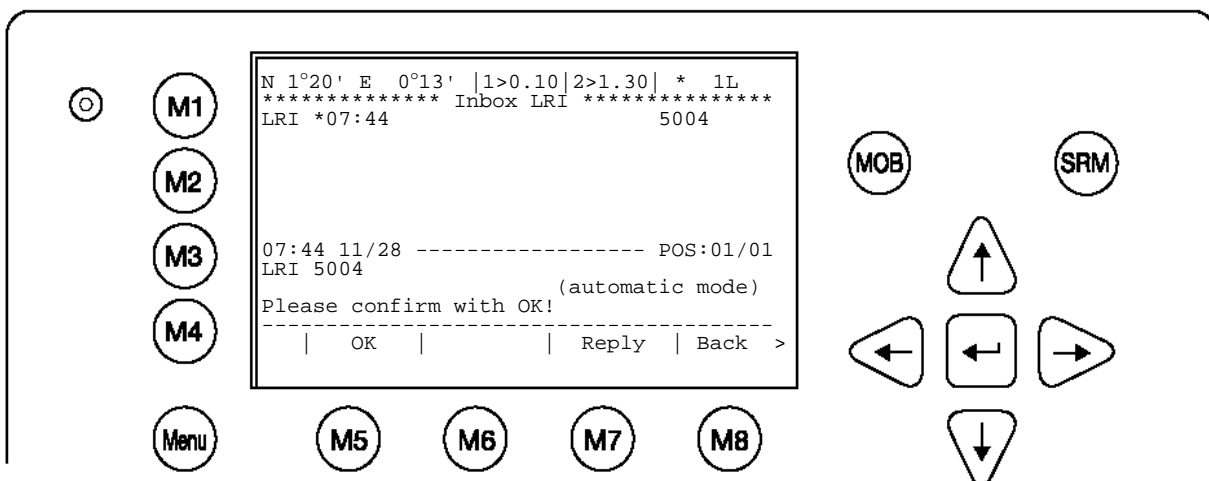 N 1°20' E 0°13' |1>0.10|2>1.30| * 1L
************** Inbox LRI ***************
LRI *07:44 5004
07:44 11/28 ------------------ POS:01/01
LRI 5004
(automatic mode)
Please confirm with OK!
----------------------------------------
| OK | | Reply | Back >
M1
M2
M3
M4
Menu
M5
M6
M7
M8
MOB
SRM